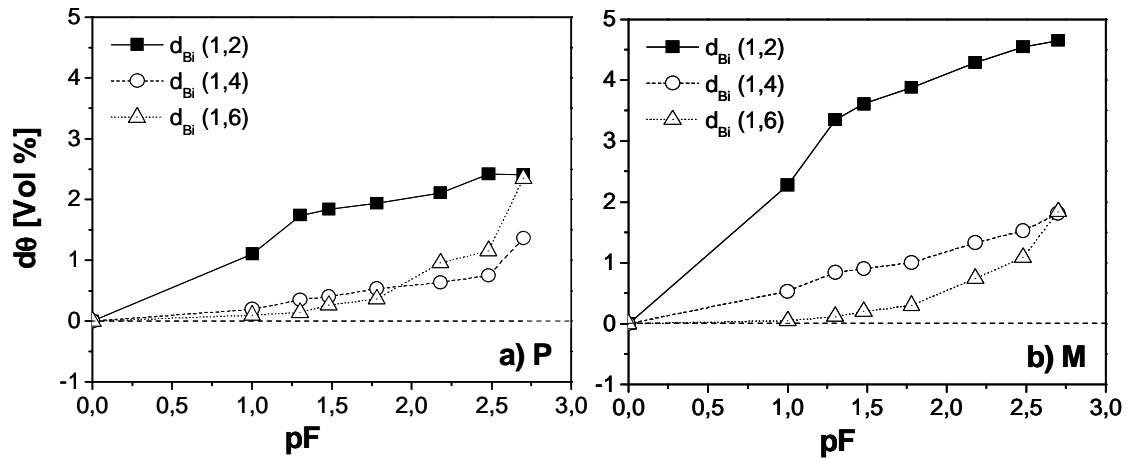 5
4
3
2
1
0
-1
dθ [Vol %]
d_Bi (1,2)
d_Bi (1,4)
d_Bi (1,6)
a) P
0,0 0,5 1,0 1,5 2,0 2,5 3,0
pF
5
4
3
2
1
0
-1
d_Bi (1,2)
d_Bi (1,4)
d_Bi (1,6)
b) M
0,0 0,5 1,0 1,5 2,0 2,5 3,0
pF